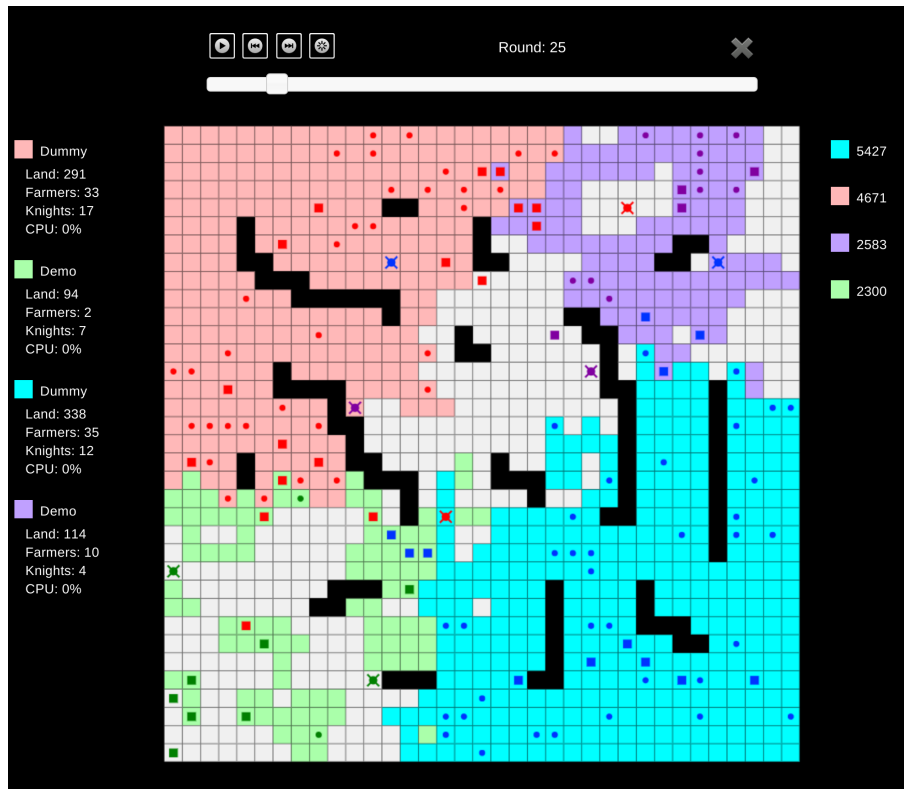 Round: 25
Dummy
Land: 291
Farmers: 33
Knights: 17
CPU: 0%
Demo
Land: 94
Farmers: 2
Knights: 7
CPU: 0%
Dummy
Land: 338
Farmers: 35
Knights: 12
CPU: 0%
Demo
Land: 114
Farmers: 10
Knights: 4
CPU: 0%
5427
4671
2583
2300